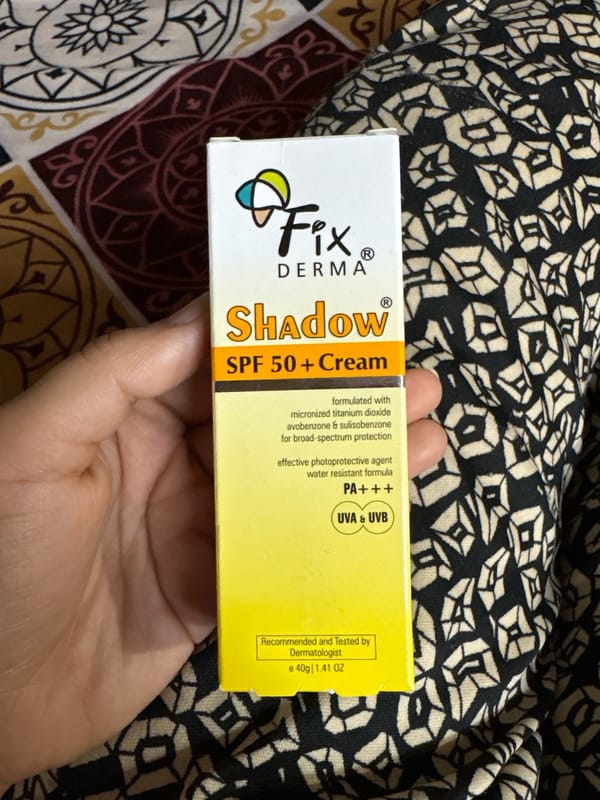 Fix®
DERMA
SHADOW®
SPF 50 + Cream
formulated with
micronized titanium dioxide
avobenzone & sulisobenzone
for broad-spectrum protection
effective photoprotective agent
water resistant formula
PA+++
UVA & UVB
Recommended and Tested by
Dermatologist
e 40g | 1.41 OZ